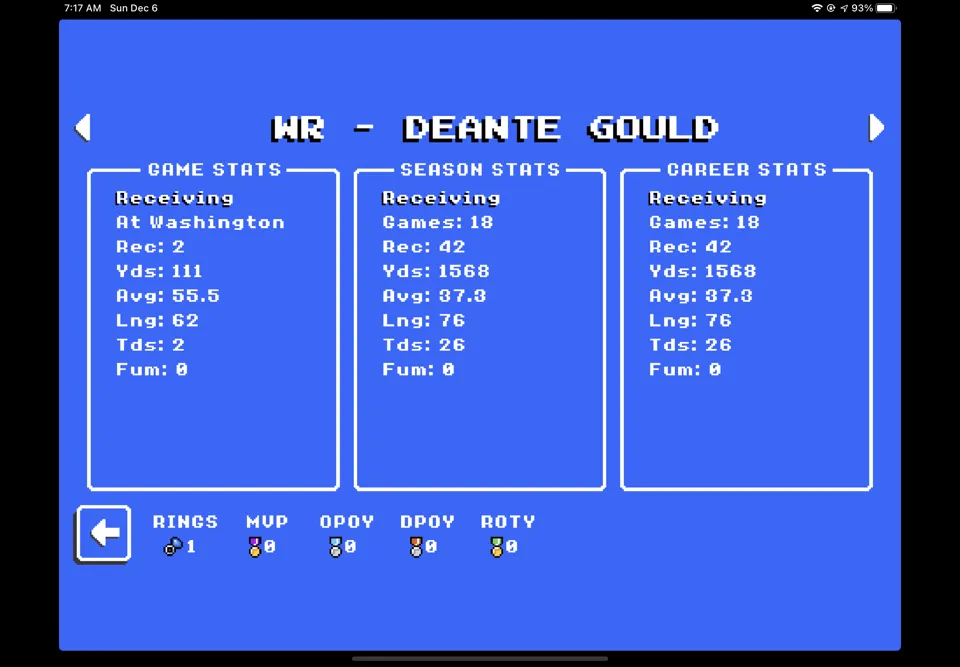 7:17 AM Sun Dec 6
93%
WR - DEANTE GOULD
GAME STATS
Receiving
At Washington
Rec: 2
Yds: 111
Avg: 55.5
Lng: 62
Tds: 2
Fum: 0
SEASON STATS
Receiving
Games: 18
Rec: 42
Yds: 1568
Avg: 37.3
Lng: 76
Tds: 26
Fum: 0
CAREER STATS
Receiving
Games: 18
Rec: 42
Yds: 1568
Avg: 37.3
Lng: 76
Tds: 26
Fum: 0
RINGS MVP OPOY DPOY ROTY
1 0 0 0 0